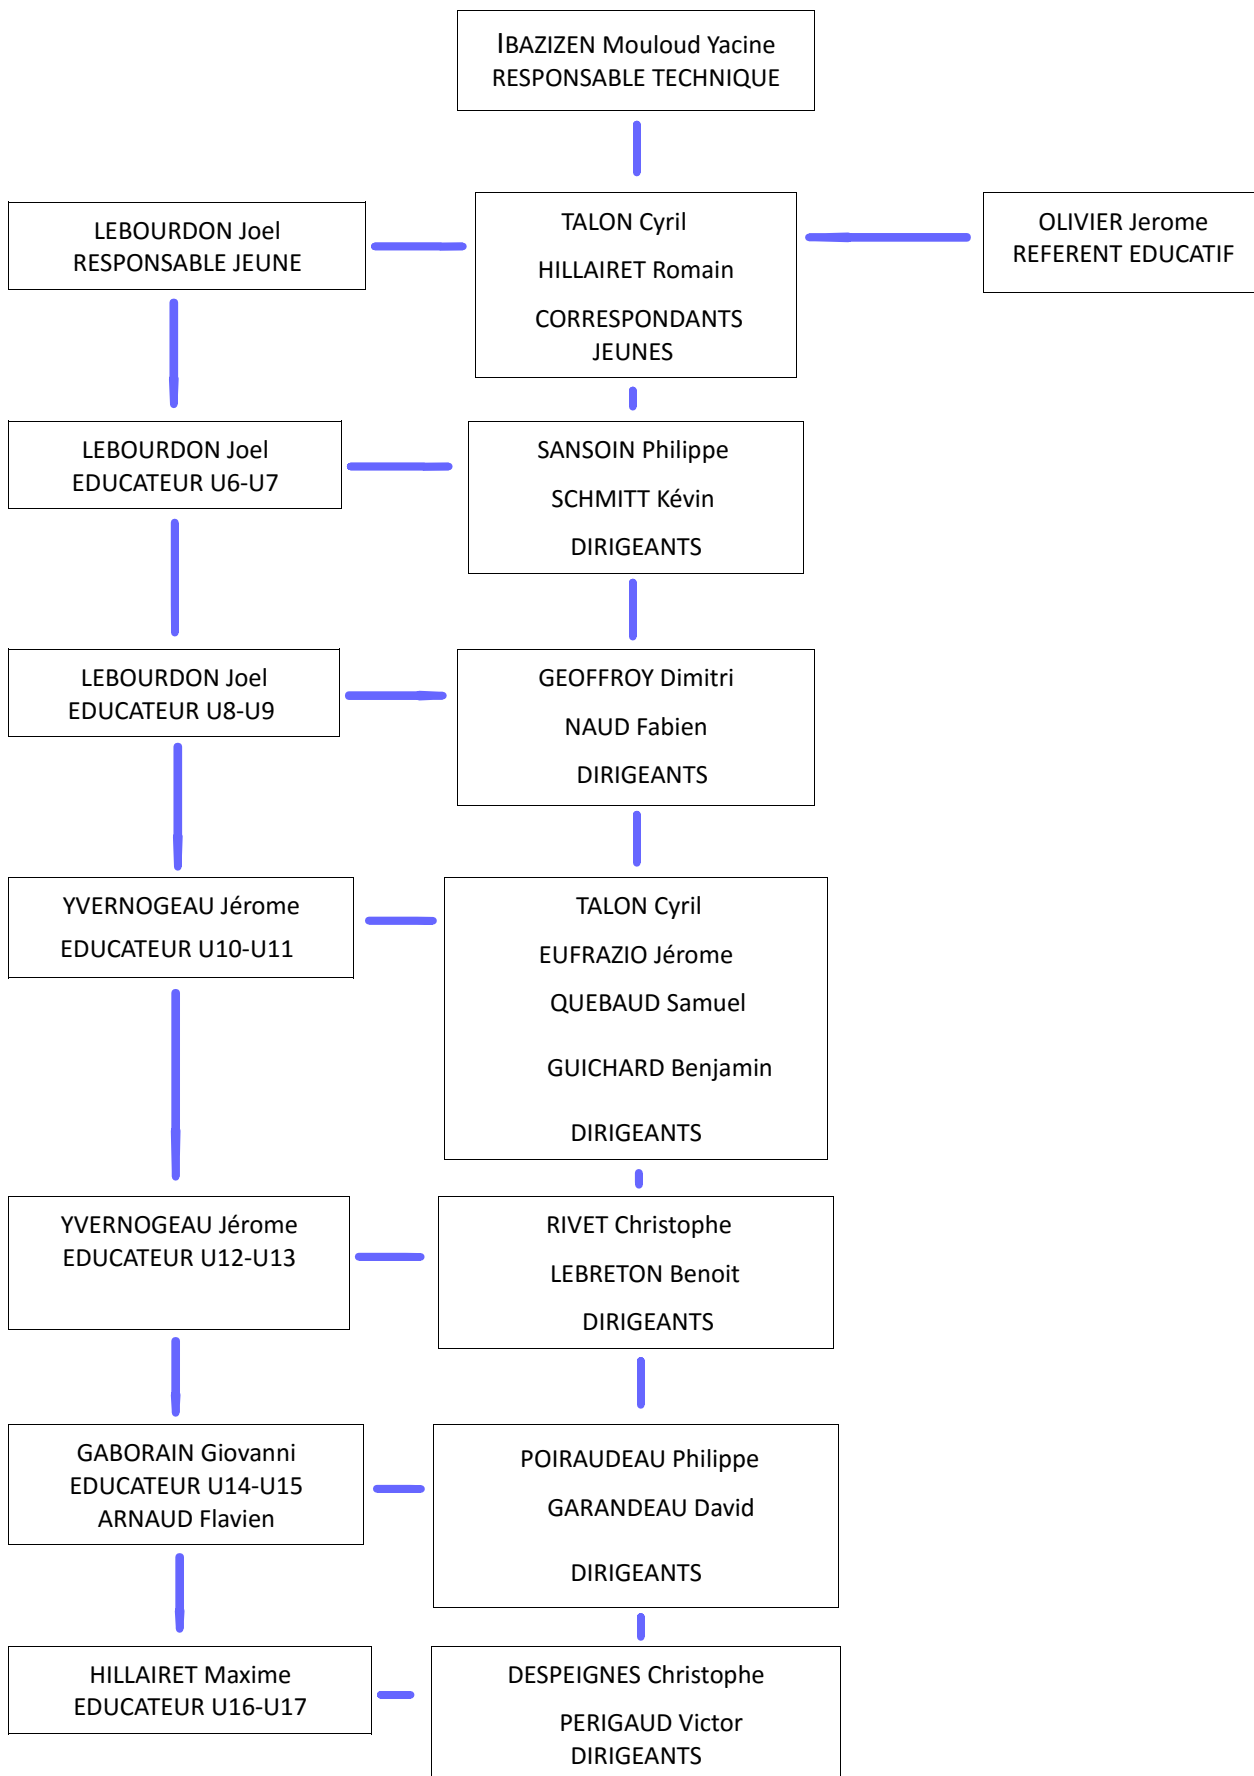 IBAZIZEN Mouloud Yacine
RESPONSABLE TECHNIQUE
LEBOURDON Joel
RESPONSABLE JEUNE
TALON Cyril
HILLAIRET Romain
CORRESPONDANTS
JEUNES
OLIVIER Jerome
REFERENT EDUCATIF
LEBOURDON Joel
EDUCATEUR U6-U7
SANSOIN Philippe
SCHMITT Kévin
DIRIGEANTS
LEBOURDON Joel
EDUCATEUR U8-U9
GEOFFROY Dimitri
NAUD Fabien
DIRIGEANTS
YVERNOGEAU Jérome
EDUCATEUR U10-U11
TALON Cyril
EUFRAZIO Jérome
QUEBAUD Samuel
GUICHARD Benjamin
DIRIGEANTS
YVERNOGEAU Jérome
EDUCATEUR U12-U13
RIVET Christophe
LEBRETON Benoit
DIRIGEANTS
GABORAIN Giovanni
EDUCATEUR U14-U15
ARNAUD Flavien
POIRAUDEAU Philippe
GARANDEAU David
DIRIGEANTS
HILLAIRET Maxime
EDUCATEUR U16-U17
DESPEIGNES Christophe
PERIGAUD Victor
DIRIGEANTS